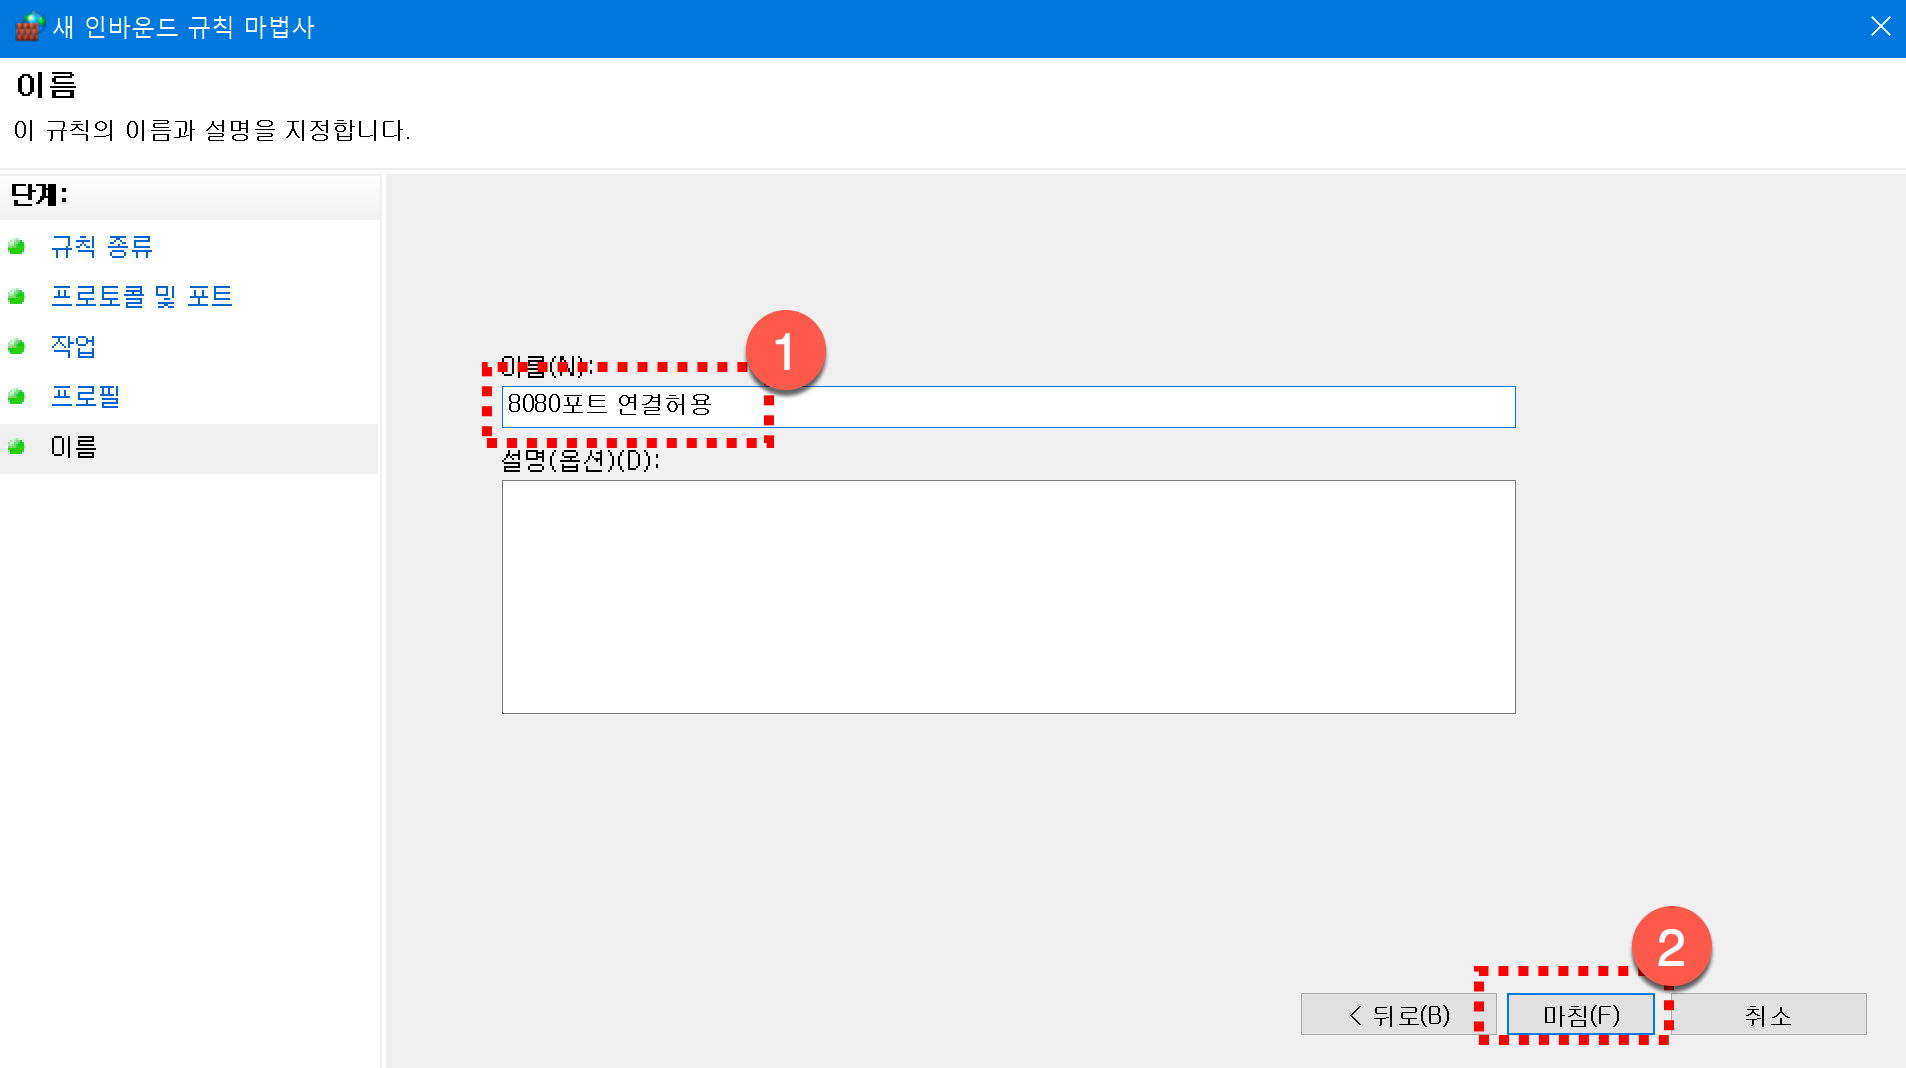 새 인바운드 규칙 마법사
이름
이 규칙의 이름과 설명을 지정합니다.
단계:
규칙 종류
프로토콜 및 포트
작업
프로필
이름
이름(N):
1
8080포트 연결허용
설명(옵션)(D):
2
< 뒤로(B)
마침(F)
취소